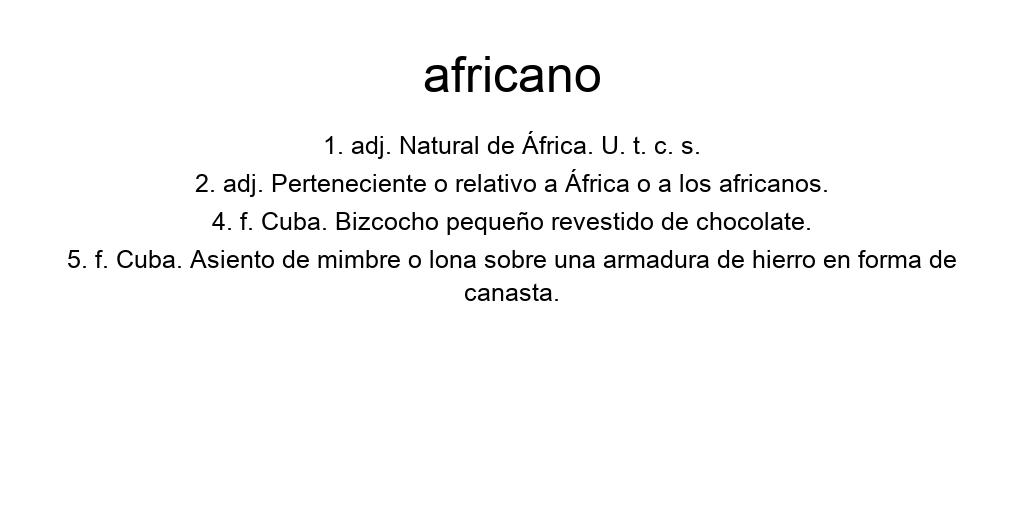 africano
1. adj. Natural de África. U. t. c. s.
2. adj. Perteneciente o relativo a África o a los africanos.
4. f. Cuba. Bizcocho pequeño revestido de chocolate.
5. f. Cuba. Asiento de mimbre o lona sobre una armadura de hierro en forma de
canasta.